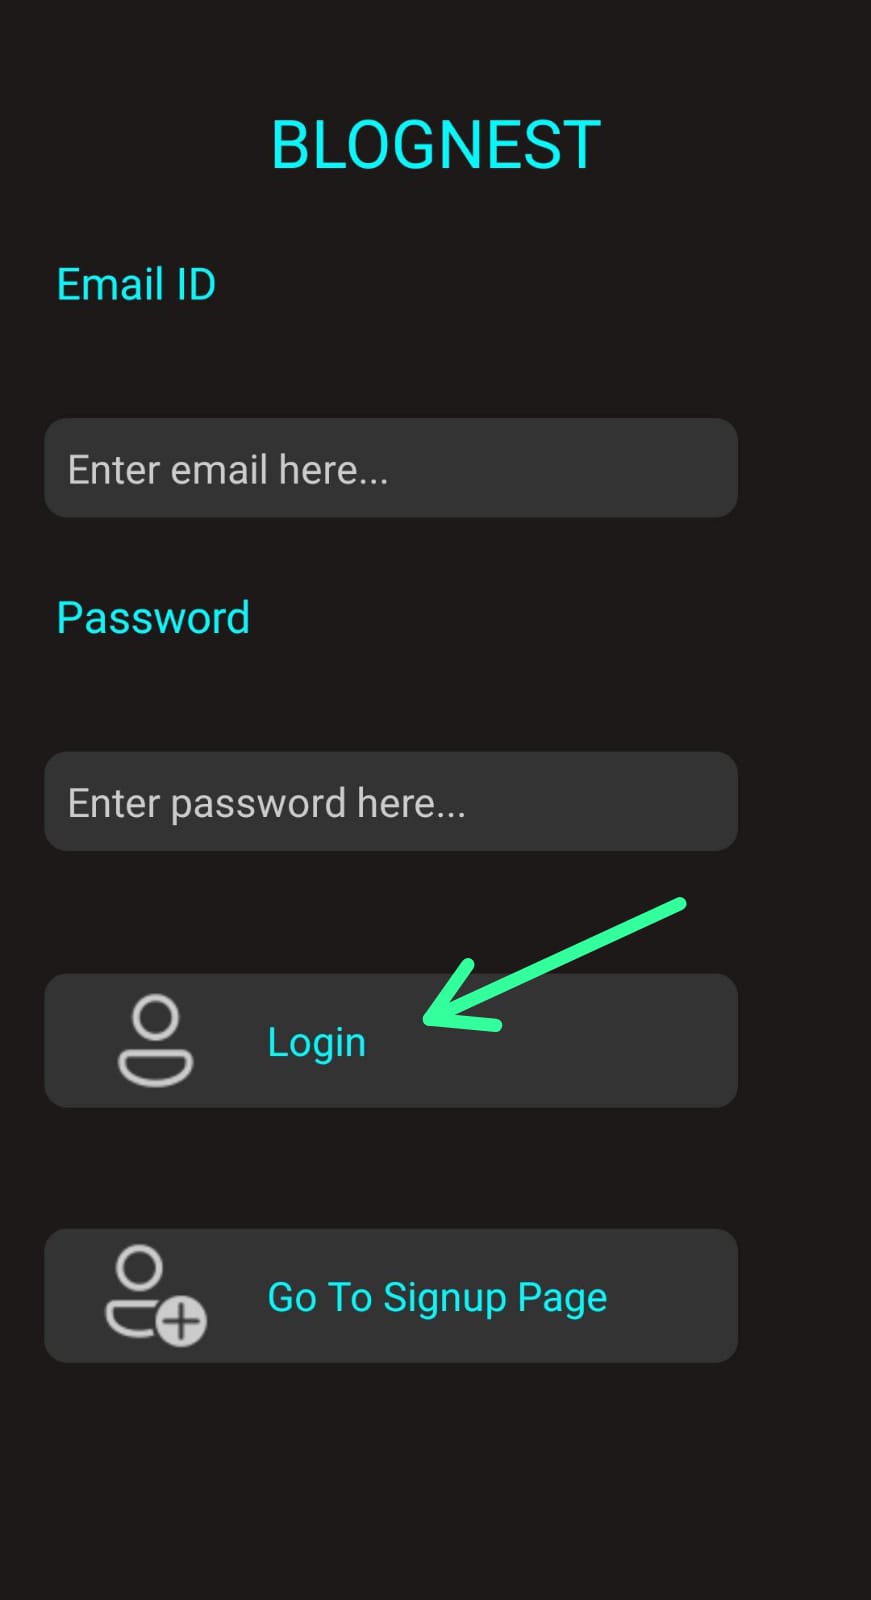 BLOGNEST
Email ID
Enter email here...
Password
Enter password here...
Login
Go To Signup Page